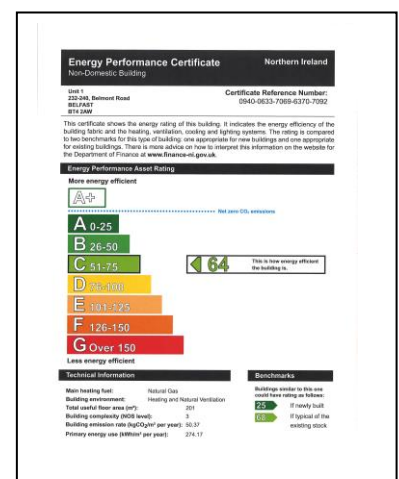 Energy Performance Certificate
Northern Ireland
Non-Domestic Building
Unit 1
232-240, Belmont Road
BELFAST
BT4 2AW
Certificate Reference Number:
0940-0633-7069-6370-7092
This certificate shows the energy rating of this building. It indicates the energy efficiency of the
building fabric and the heating, ventilation, cooling and lighting systems. The rating is compared
to two benchmarks for this type of building: one appropriate for new buildings and one appropriate
for existing buildings. There is more advice on how to interpret this information on the website for
the Department of Finance at www.finance-ni.gov.uk.
Energy Performance Asset Rating
More energy efficient
A+
Net zero CO₂ emissions
A 0-25
B 26-50
C 51-75
64
This is how energy efficient
the building is.
D 76-100
E 101-125
F 126-150
G Over 150
Less energy efficient
Technical Information
Main heating fuel: Natural Gas
Building environment: Heating and Natural Ventilation
Total useful floor area (m²): 201
Building complexity (NOS level): 3
Building emission rate (kgCO₂/m² per year): 50.37
Primary energy use (kWh/m² per year): 274.17
Benchmarks
Buildings similar to this one
could have rating as follows:
25 If newly built
If typical of the
existing stock